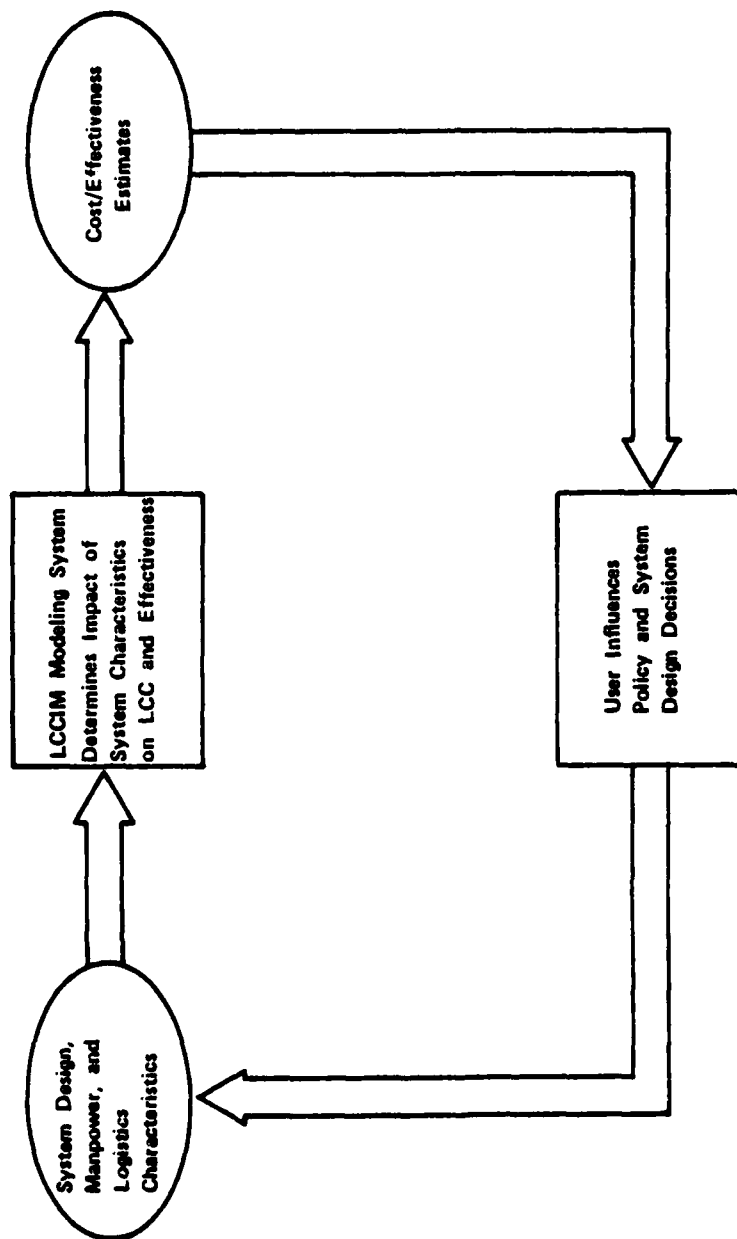 System Design,
Manpower, and
Logistics
Characteristics
LCCIM Modeling System
Determines Impact of
System Characteristics
on LCC and Effectiveness
Cost/Effectiveness
Estimates
User Influences
Policy and System
Design Decisions